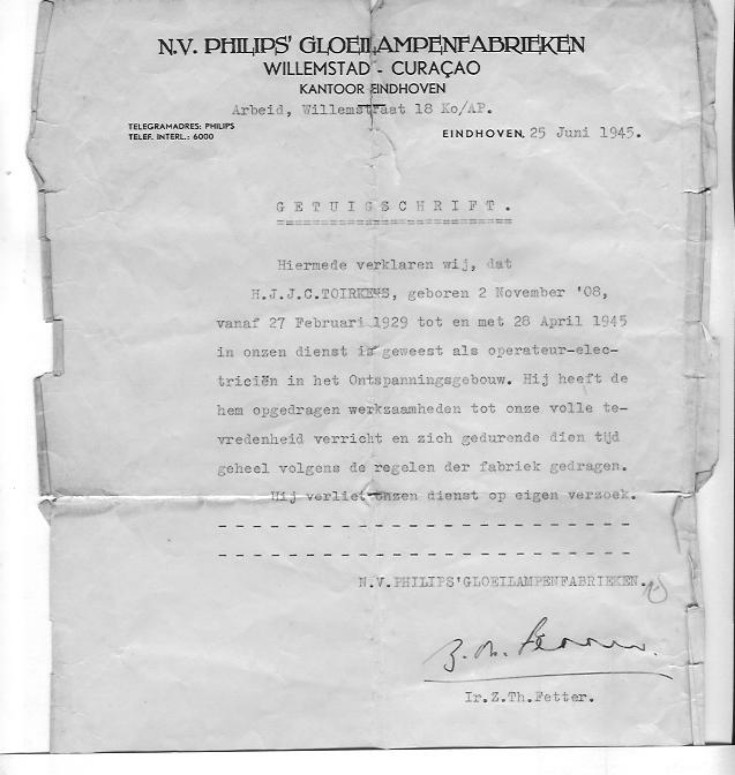 N.V. PHILIPS' GLOEILAMPENFABRIEKEN
WILLEMSTAD - CURAÇAO
KANTOOR EINDHOVEN
Arbeid, Willemstraat 18 Ko/AP.
TELEGRAMADRES: PHILIPS
TELEF. INTERL.: 6000
EINDHOVEN, 25 Juni 1945.
GETUIGSCHRIFT.
Hiermede verklaren wij, dat
H.J.J.C.TOIRKENS, geboren 2 November '08,
vanaf 27 Februari 1929 tot en met 28 April 1945
in onzen dienst is geweest als operateur-elec-
triciën in het Ontspanningsgebouw. Hij heeft de
hem opgedragen werkzaamheden tot onze volle te-
vredenheid verricht en zich gedurende dien tijd
geheel volgens de regelen der fabriek gedragen.
Hij verliet onzen dienst op eigen verzoek.
N.V.PHILIPS'GLOEILAMPENFABRIEKEN.
Ir.Z.Th.Fetter.